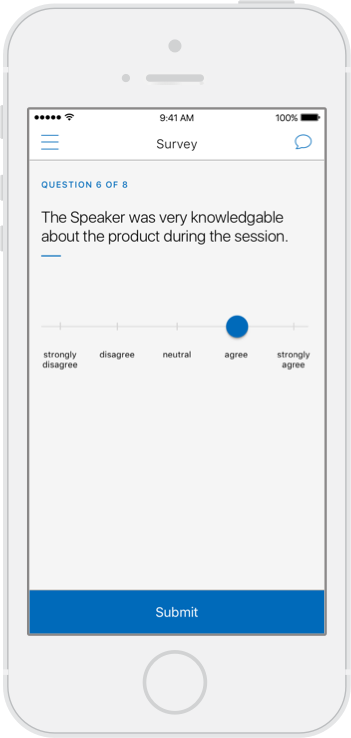 9:41 AM 100%
Survey
QUESTION 6 OF 8
The Speaker was very knowledgable
about the product during the session.
strongly disagree neutral agree strongly
disagree agree
Submit